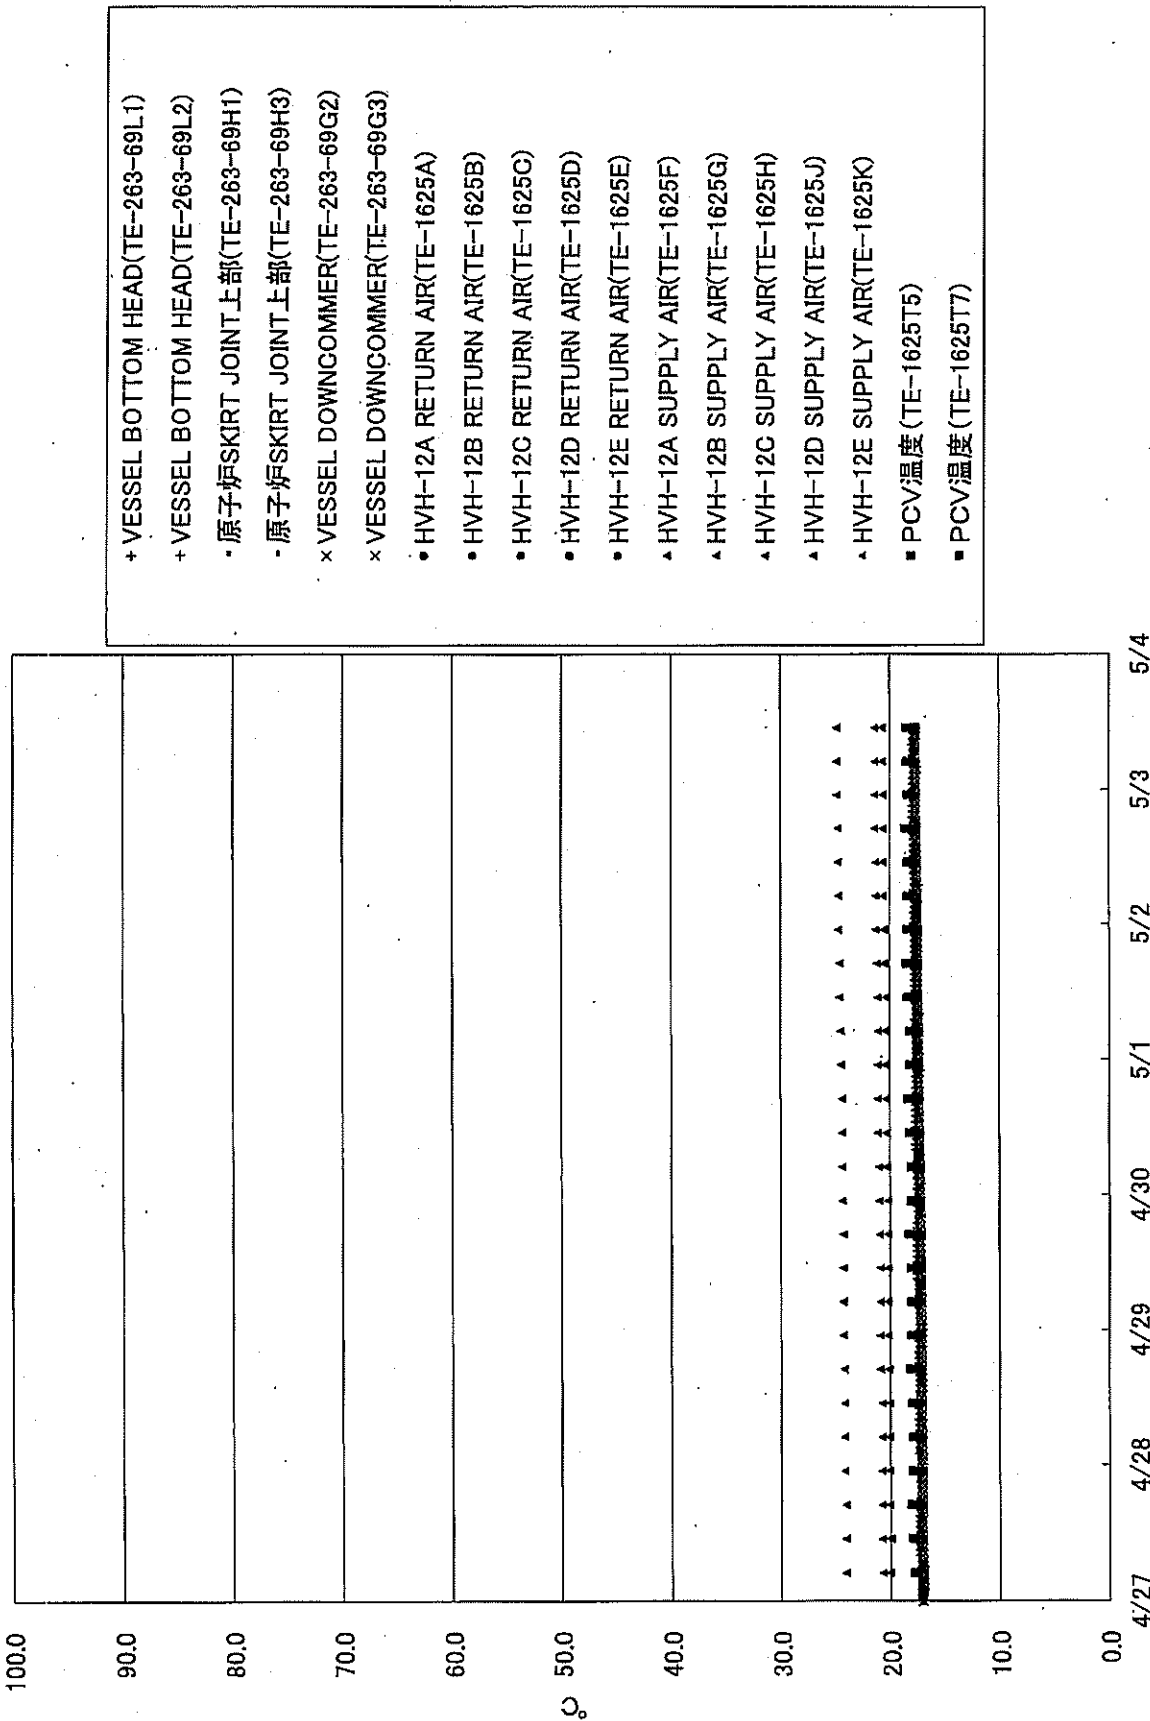 ℃
100.0
90.0
80.0
70.0
60.0
50.0
40.0
30.0
20.0
10.0
0.0
4/27
4/28
4/29
4/30
5/1
5/2
5/3
5/4
+ VESSEL BOTTOM HEAD(TE-263-69L1)
+ VESSEL BOTTOM HEAD(TE-263-69L2)
- 原子炉SKIRT JOINT上部(TE-263-69H1)
- 原子炉SKIRT JOINT上部(TE-263-69H3)
× VESSEL DOWNCOMMER(TE-263-69G2)
× VESSEL DOWNCOMMER(TE-263-69G3)
● HVH-12A RETURN AIR(TE-1625A)
● HVH-12B RETURN AIR(TE-1625B)
● HVH-12C RETURN AIR(TE-1625C)
● HVH-12D RETURN AIR(TE-1625D)
● HVH-12E RETURN AIR(TE-1625E)
▲ HVH-12A SUPPLY AIR(TE-1625F)
▲ HVH-12B SUPPLY AIR(TE-1625G)
▲ HVH-12C SUPPLY AIR(TE-1625H)
▲ HVH-12D SUPPLY AIR(TE-1625J)
▲ HVH-12E SUPPLY AIR(TE-1625K)
■ PCV温度(TE-1625T5)
■ PCV温度(TE-1625T7)